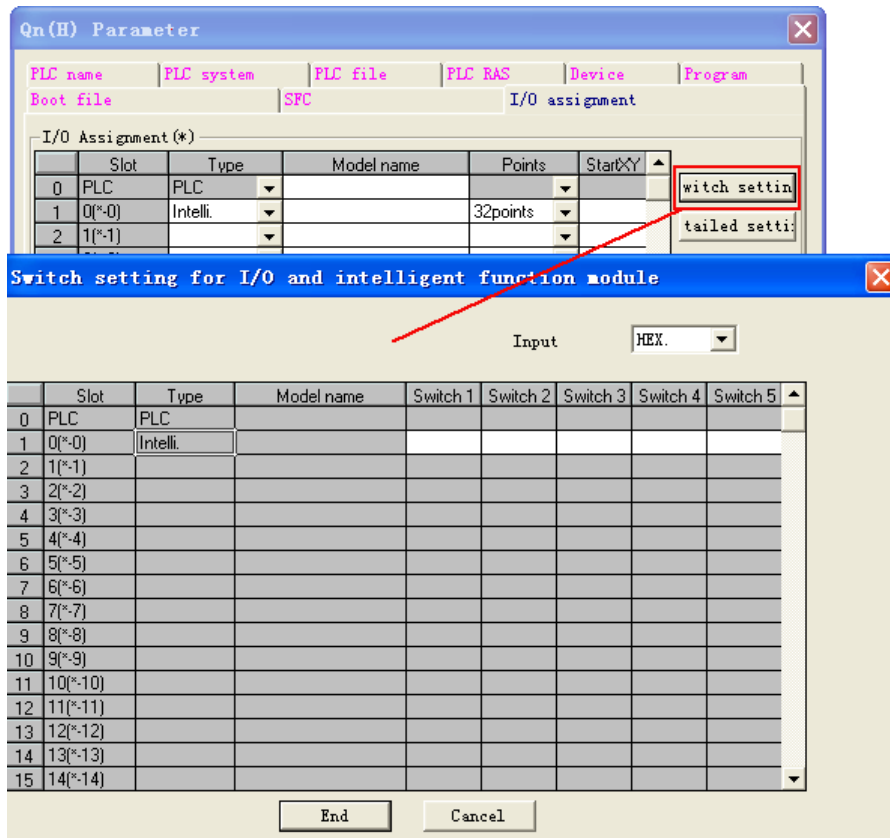 Qn(H) Parameter
PLC name PLC system PLC file PLC RAS Device Program
Boot file SFC I/O assignment
I/O Assignment(*)
Slot Type Model name Points StartXY
0 PLC PLC
1 0(*-0) Intelli. 32points
2 1(*-1)
witch settin
tailed setti
Switch setting for I/O and intelligent function module
Input HEX.
Slot Type Model name Switch 1 Switch 2 Switch 3 Switch 4 Switch 5
0 PLC PLC
1 0(*-0) Intelli.
2 1(*-1)
3 2(*-2)
4 3(*-3)
5 4(*-4)
6 5(*-5)
7 6(*-6)
8 7(*-7)
9 8(*-8)
10 9(*-9)
11 10(*-10)
12 11(*-11)
13 12(*-12)
14 13(*-13)
15 14(*-14)
End Cancel